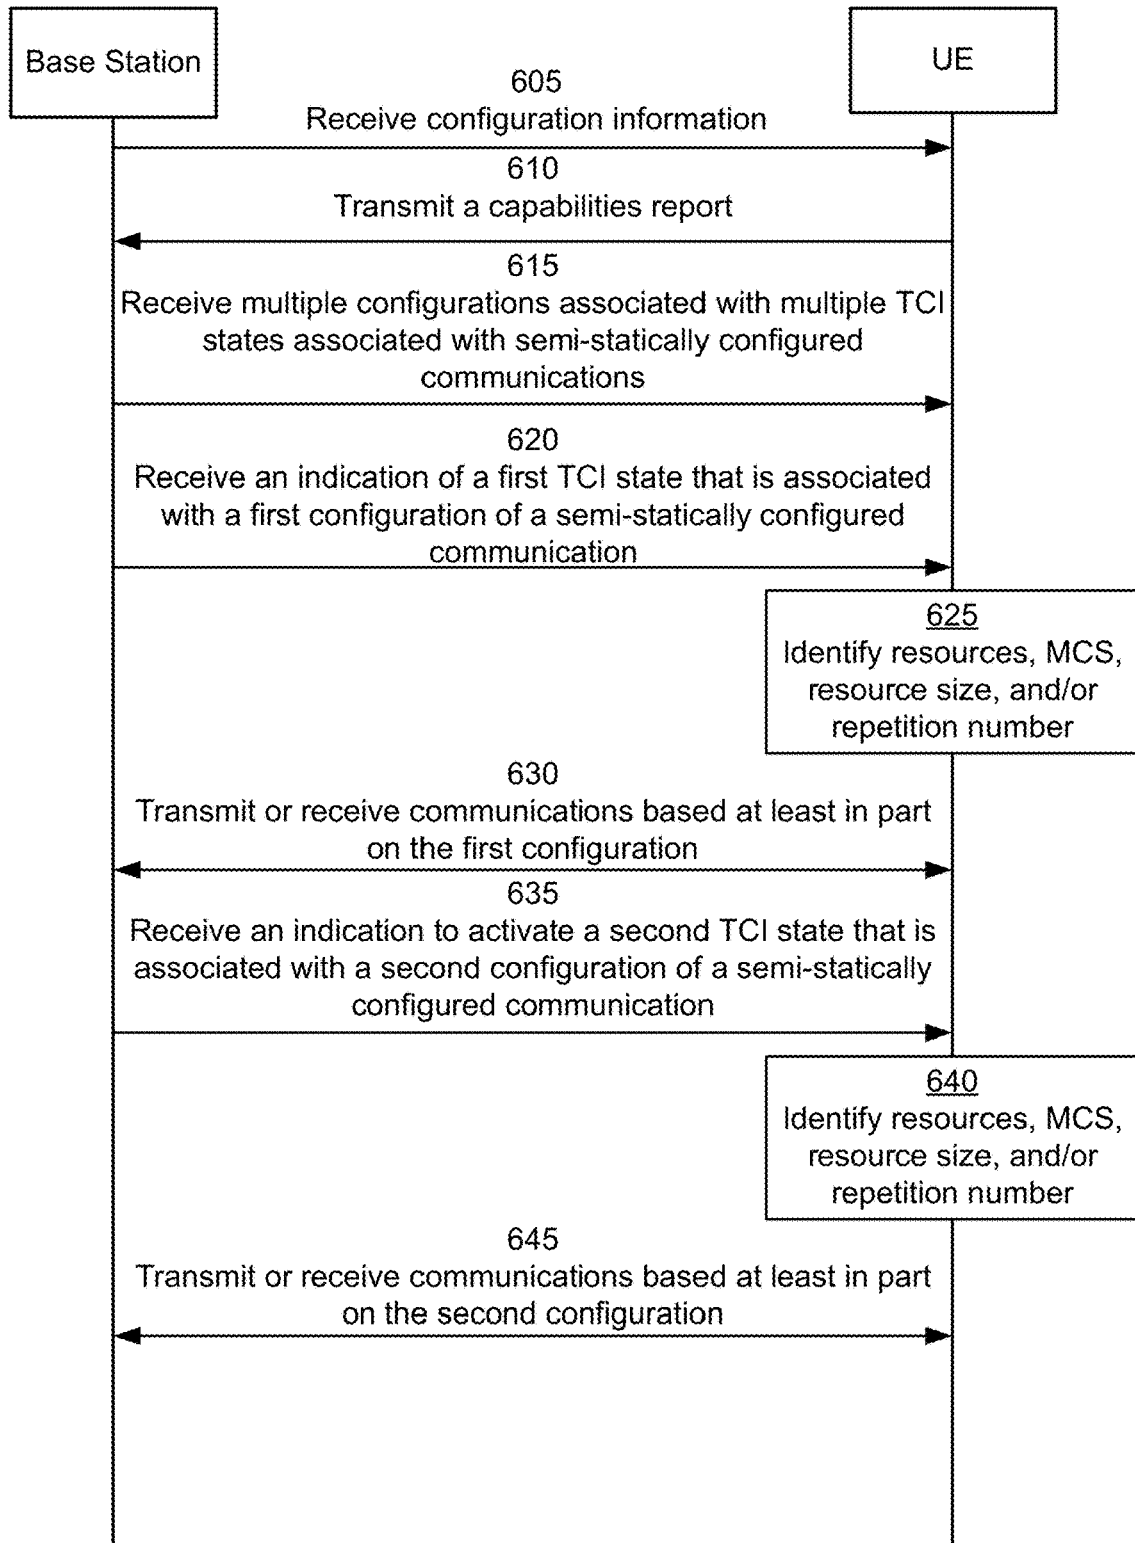 Base Station
UE
605
Receive configuration information
610
Transmit a capabilities report
615
Receive multiple configurations associated with multiple TCI
states associated with semi-statically configured
communications
620
Receive an indication of a first TCI state that is associated
with a first configuration of a semi-statically configured
communication
625
Identify resources, MCS,
resource size, and/or
repetition number
630
Transmit or receive communications based at least in part
on the first configuration
635
Receive an indication to activate a second TCI state that is
associated with a second configuration of a semi-statically
configured communication
640
Identify resources, MCS,
resource size, and/or
repetition number
645
Transmit or receive communications based at least in part
on the second configuration